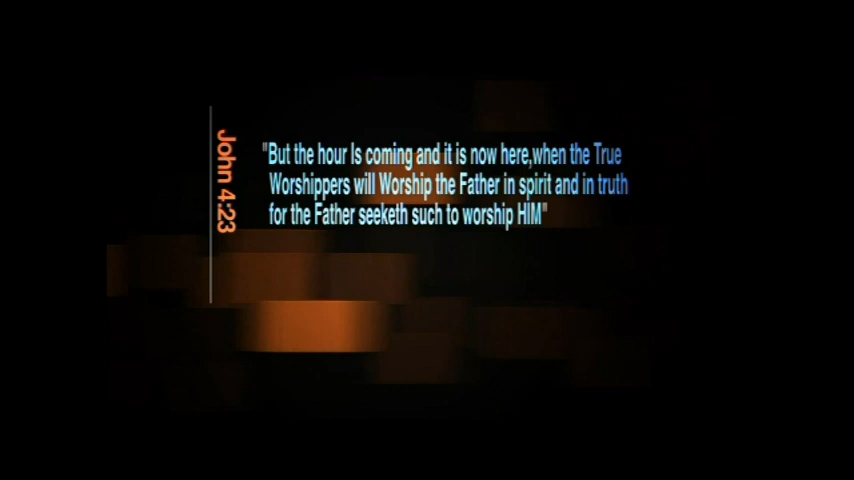 John 4:23
"But the hour Is coming and it is now here,when the True
Worshippers will Worship the Father in spirit and in truth
for the Father seeketh such to worship HIM"